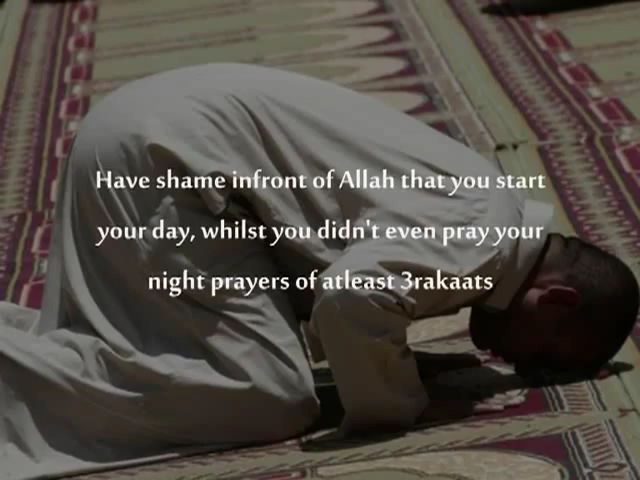 Have shame infront of Allah that you start
your day, whilst you didn't even pray your
night prayers of atleast 3rakaats